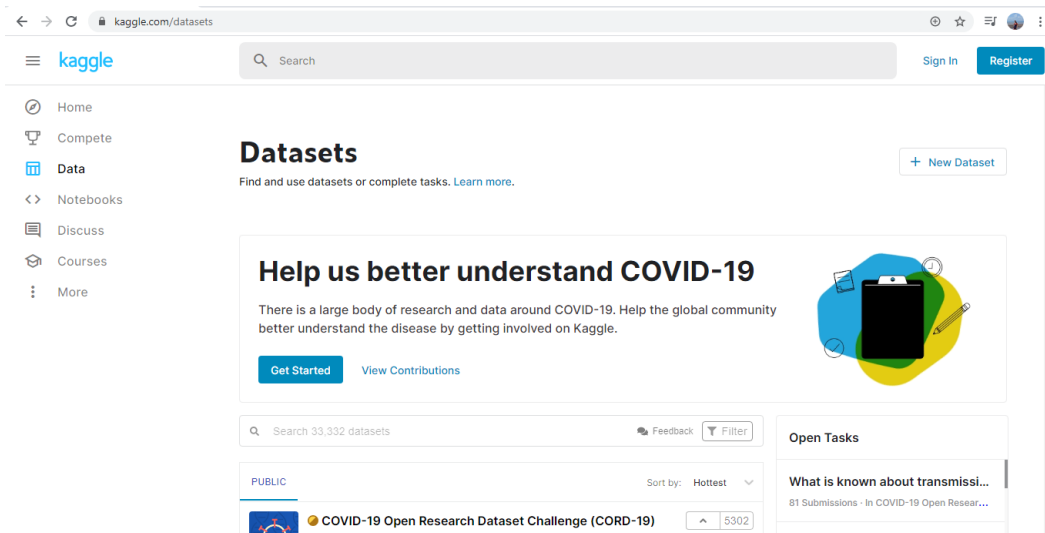 kaggle.com/datasets
kaggle
Search
Sign In
Register
Home
Compete
Data
Notebooks
Discuss
Courses
More
Datasets
+ New Dataset
Find and use datasets or complete tasks. Learn more.
Help us better understand COVID-19
There is a large body of research and data around COVID-19. Help the global community
better understand the disease by getting involved on Kaggle.
Get Started
View Contributions
Search 33,332 datasets
Feedback
Filter
PUBLIC
Sort by: Hottest
COVID-19 Open Research Dataset Challenge (CORD-19)
5302
Open Tasks
What is known about transmissi...
81 Submissions · In COVID-19 Open Resear...